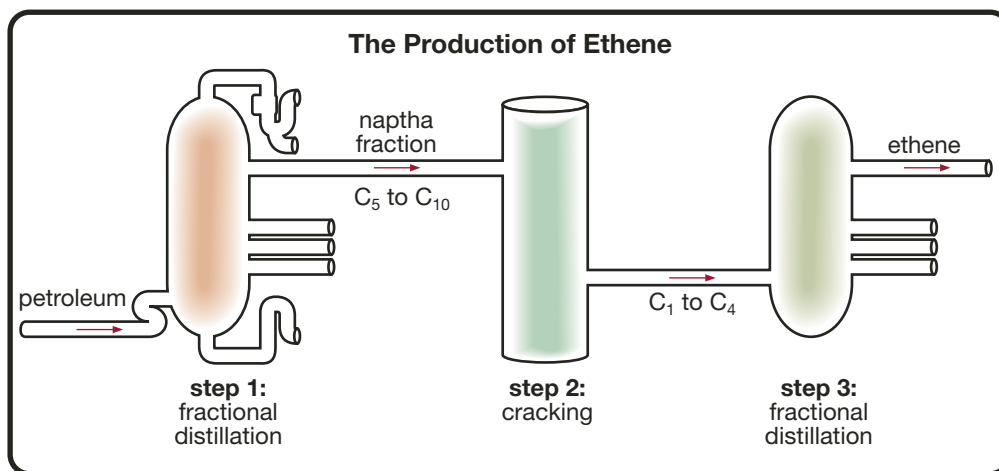 The Production of Ethene
naptha
fraction
C₅ to C₁₀
ethene
petroleum
C₁ to C₄
step 1:
fractional
distillation
step 2:
cracking
step 3:
fractional
distillation